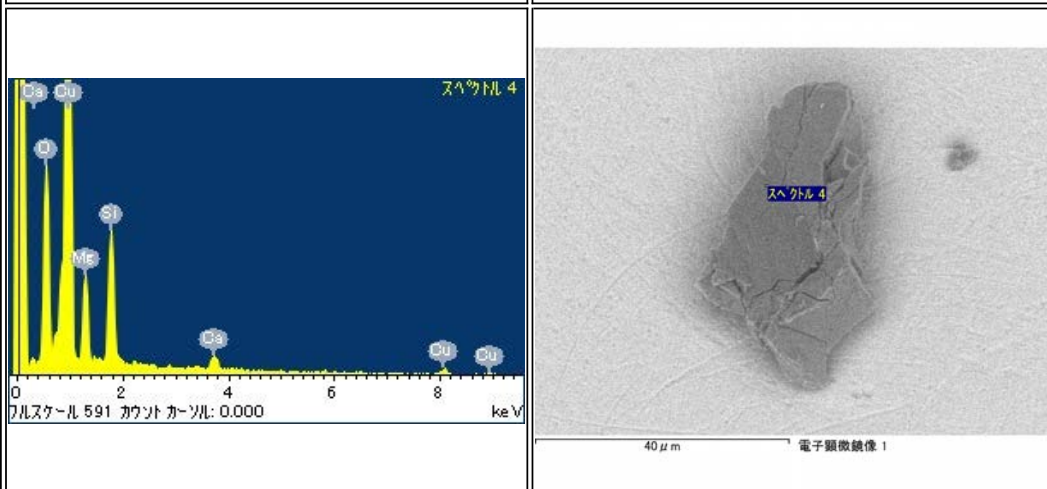 スペクトル 4
Ca Cu
O
Si
Mg
Ca
Cu
Cu
0 2 4 6 8
フルスケール 591 カウント カーソル: 0.000 keV
スペクトル 4
40μm
電子顕微鏡像 1